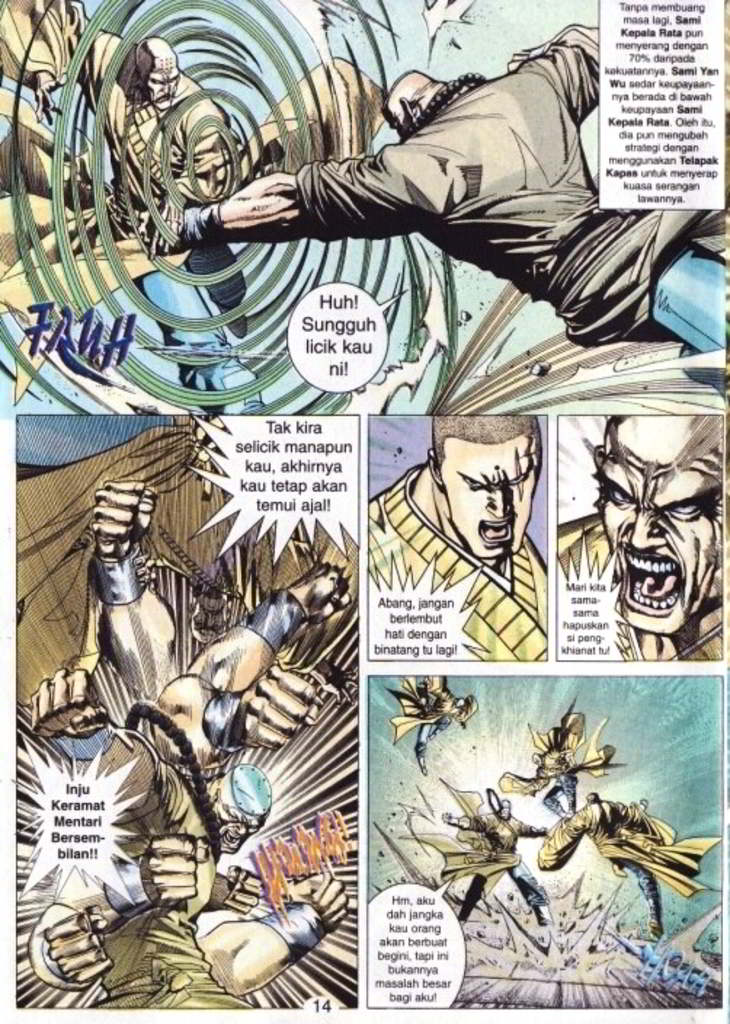 Tanpa membuang
masa lagi, Sami
Kepala Rata pun
menyerang dengan
70% daripada
kekuatannya. Sami Yan
Wu sedar keupayaan-
nya berada di bawah
keupayaan Sami
Kepala Rata. Oleh itu,
dia pun mengubah
strategi dengan
menggunakan Telapak
Kapas untuk menyerap
kuasa serangan
lawannya.
Huh!
Sungguh
licik kau
ni!
Tak kira
selicik manapun
kau, akhirnya
kau tetap akan
temui ajal!
Inju
Keramat
Mentari
Bersem-
bilan!!
Abang, jangan
berlembut
hati dengan
binatang tu lagi!
Mari kita
sama-
sama
hapuskan
si peng-
khianat tu!
Hm, aku
dah jangka
kau orang
akan berbuat
begini, tapi ini
bukannya
masalah besar
bagi aku!
14